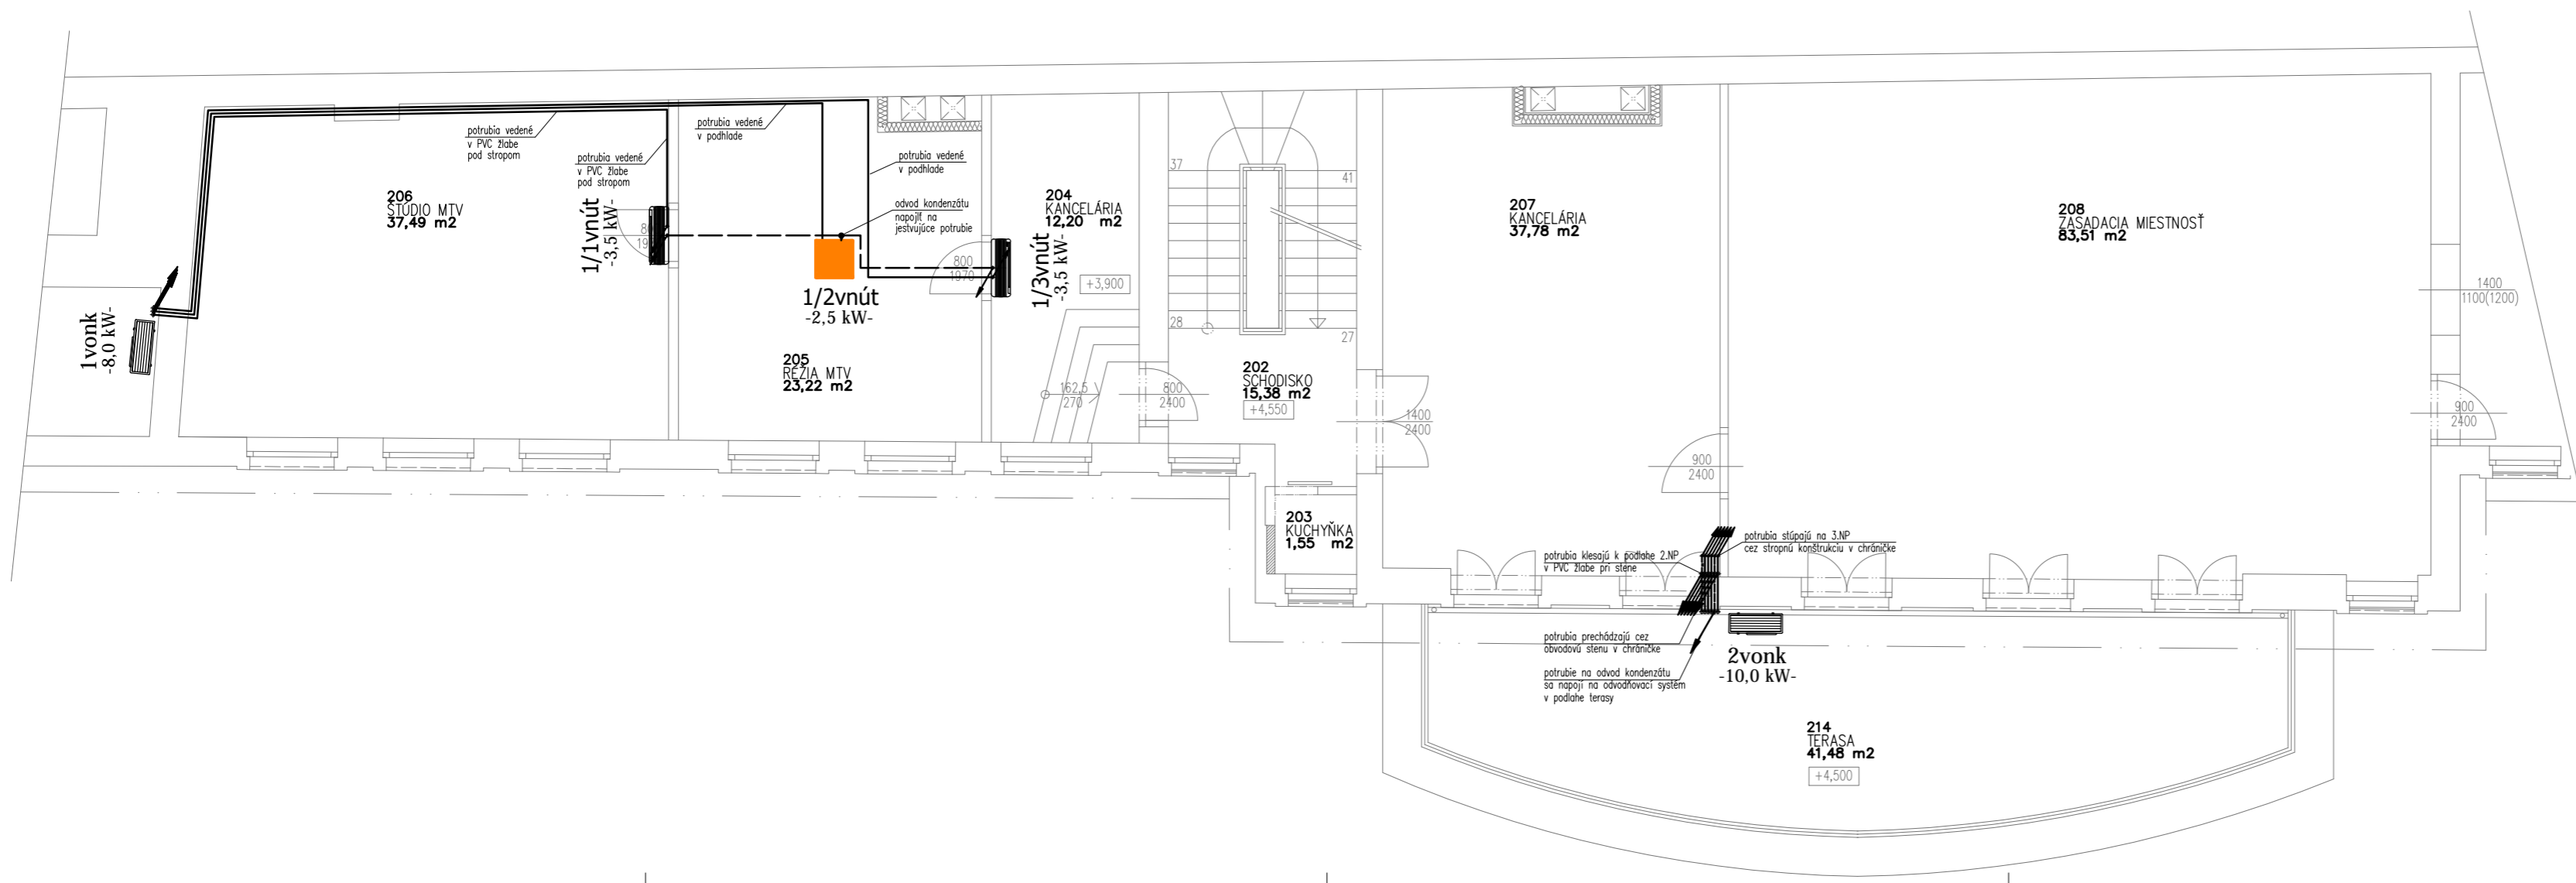 potrubia vedené
v PVC žlabe
pod stropom
potrubia vedené
v podhlade
potrubia vedené
v PVC žlabe
pod stropom
potrubia vedené
v podhlade
206
ŠTÚDIO MTV
37,49 m2
odvod kondenzátu
napojiť na
jestvujúce potrubie
1/1vnút
-3,5 kW-
1/2vnút
-2,5 kW-
1/3vnút
-3,5 kW-
800
1970
204
KANCELÁRIA
12,20 m2
+3,900
1vonk
-8,0 kW-
205
RÉŽIA MTV
23,22 m2
162,5
270
800
2400
37
41
28
27
202
SCHODISKO
15,38 m2
+4,550
1400
2400
203
KUCHYŇKA
1,55 m2
207
KANCELÁRIA
37,78 m2
900
2400
208
ZASADACIA MIESTNOSŤ
83,51 m2
1400
1100(1200)
900
2400
potrubia klesajú k podlahe 2.NP
v PVC žlabe pri stene
potrubia stúpajú na 3.NP
cez stropnú konštrukciu v chráničke
potrubia prechádzajú cez
obvodovú stenu v chráničke
potrubie na odvod kondenzátu
sa napojí na odvodňovací systém
v podlahe terasy
2vonk
-10,0 kW-
214
TERASA
41,48 m2
+4,500